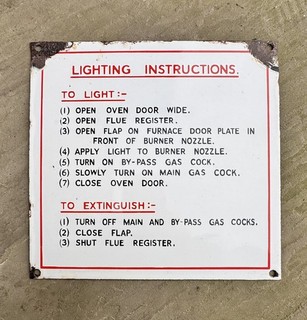 LIGHTING INSTRUCTIONS.
TO LIGHT:-
(1) OPEN OVEN DOOR WIDE.
(2) OPEN FLUE REGISTER.
(3) OPEN FLAP ON FURNACE DOOR PLATE IN
FRONT OF BURNER NOZZLE.
(4) APPLY LIGHT TO BURNER NOZZLE.
(5) TURN ON BY-PASS GAS COCK.
(6) SLOWLY TURN ON MAIN GAS COCK.
(7) CLOSE OVEN DOOR.
TO EXTINGUISH:-
(1) TURN OFF MAIN AND BY-PASS GAS COCKS.
(2) CLOSE FLAP.
(3) SHUT FLUE REGISTER.